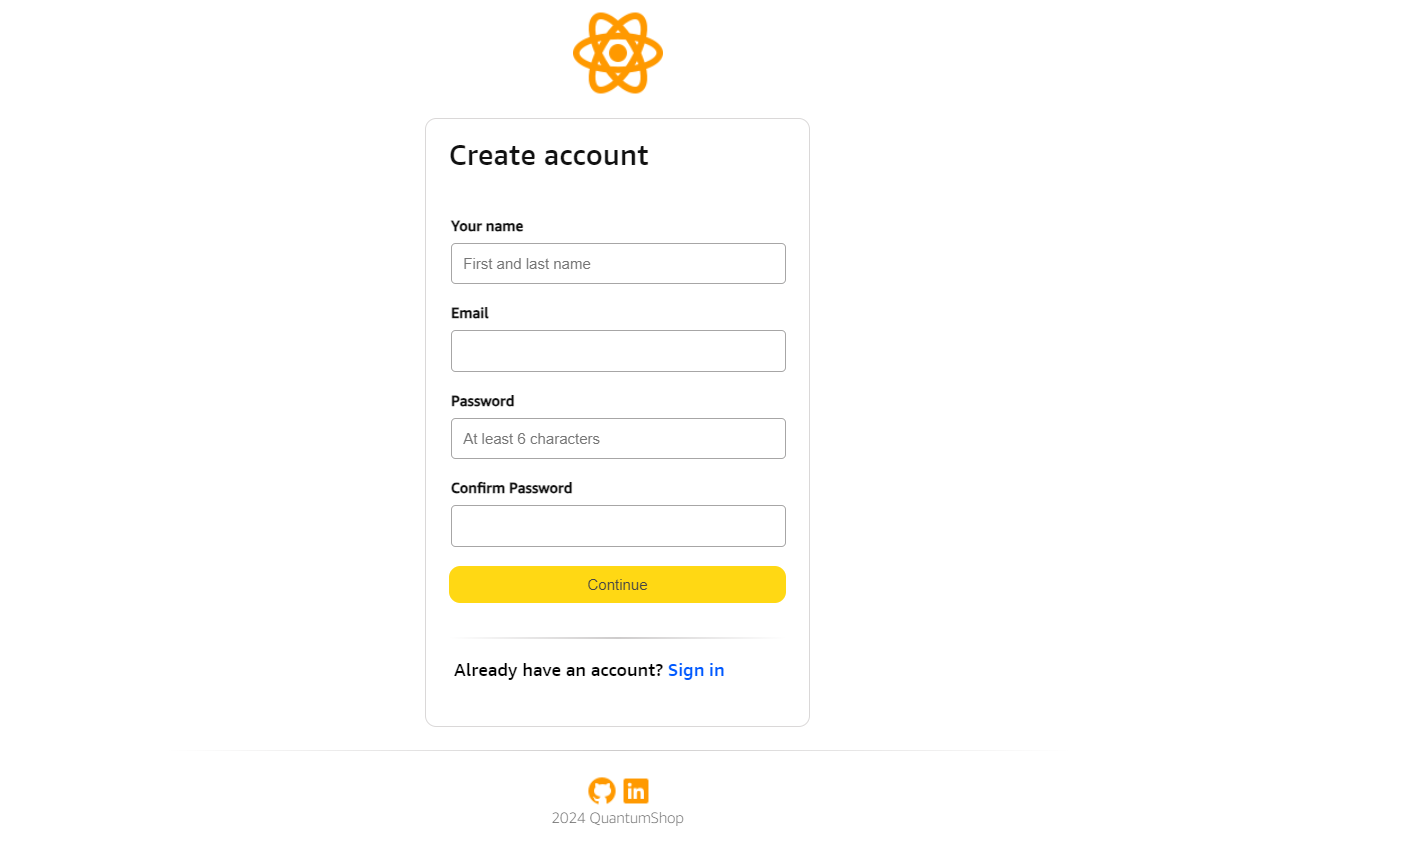 Create account
Your name
First and last name
Email
Password
At least 6 characters
Confirm Password
Continue
Already have an account? Sign in
in
2024 QuantumShop